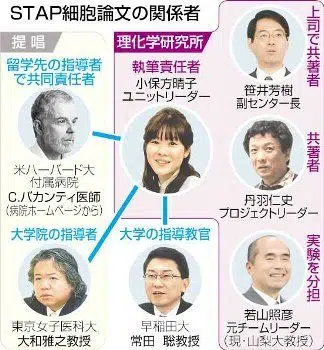 STAP細胞論文の関係者
提唱
留学先の指導者
で共同責任者
米ハーバード大
付属病院
C.バカンティ医師
(病院ホームページから)
大学院の指導者
東京女子医科大
大和雅之教授
理化学研究所
執筆責任者
小保方晴子
ユニットリーダー
大学の指導教官
早稲田大
常田 聡教授
上司で共著者
笹井芳樹
副センター長
共著者
丹羽仁史
プロジェクトリーダー
実験を分担
若山照彦
元チームリーダー
(現・山梨大教授)